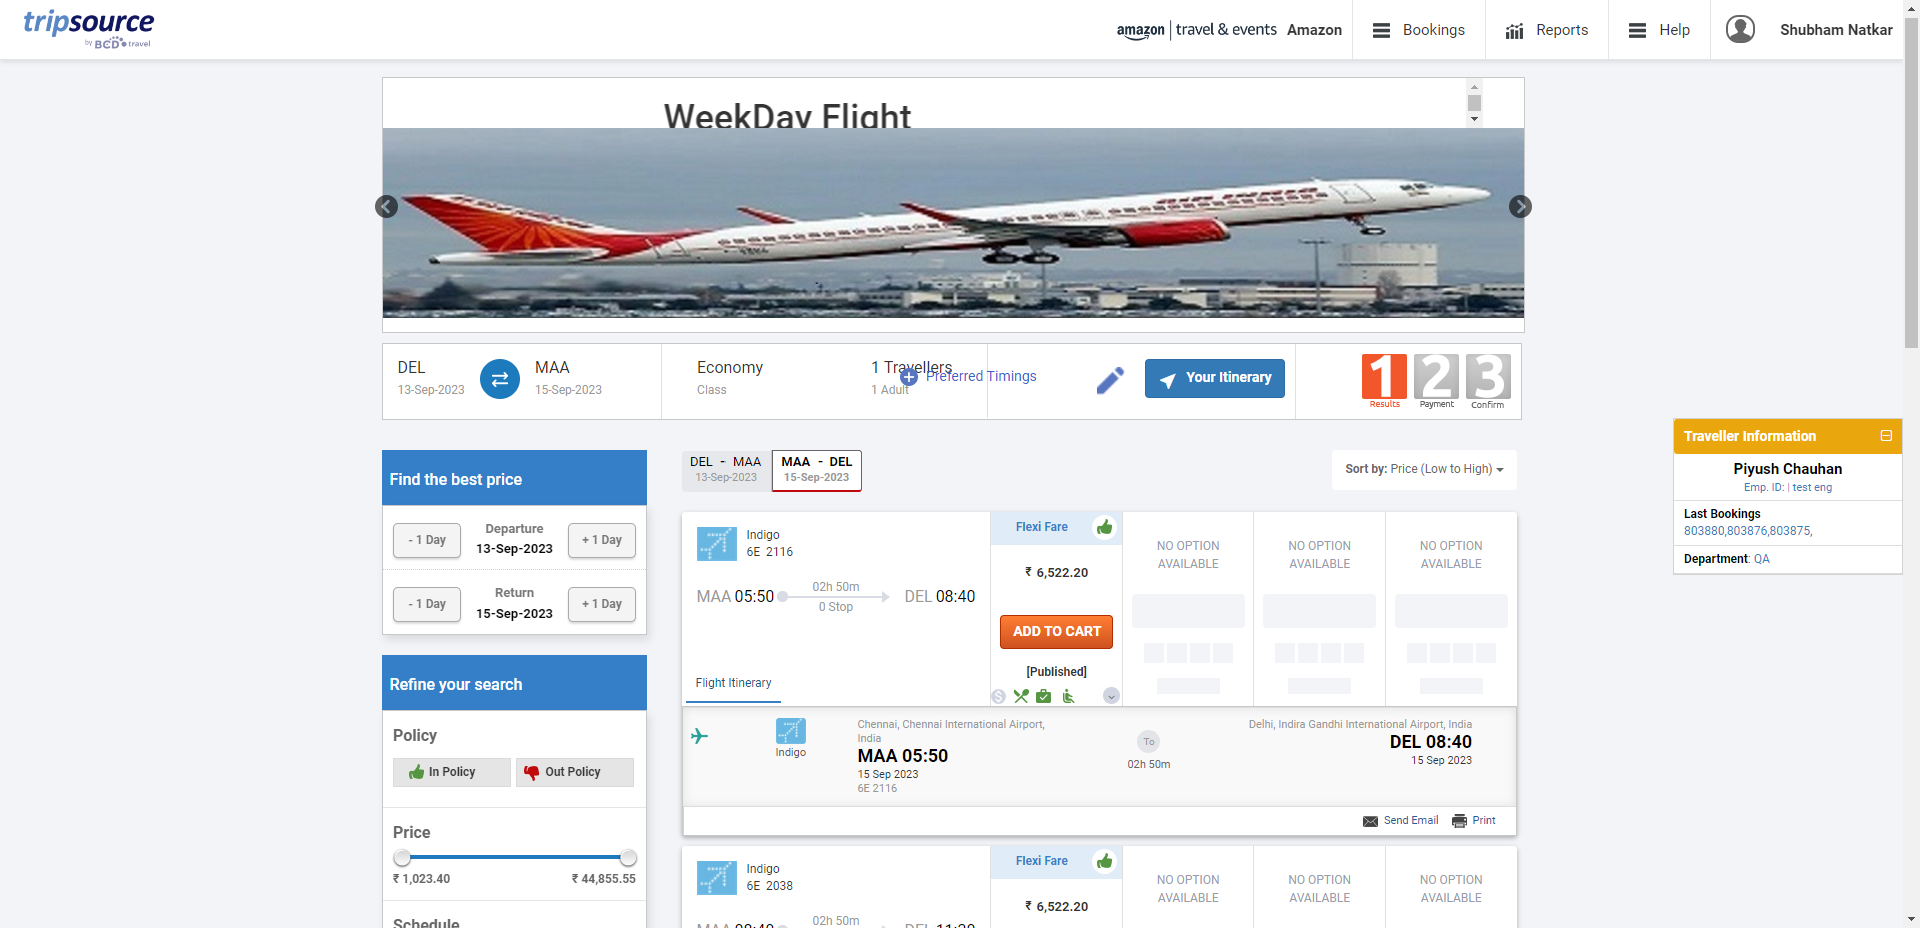 tripsource
by BCD travel
amazon | travel & events Amazon
Bookings
Reports
Help
Shubham Natkar
WeekDay Flight
AIR INDIA
DEL
13-Sep-2023
MAA
15-Sep-2023
Economy
Class
1 Travellers
1 Adult
Preferred Timings
Your Itinerary
1 2 3
Results Payment Confirm
Find the best price
Departure
- 1 Day 13-Sep-2023 + 1 Day
Return
- 1 Day 15-Sep-2023 + 1 Day
Refine your search
Policy
In Policy Out Policy
Price
₹ 1,023.40 ₹ 44,855.55
Schedule
DEL - MAA
13-Sep-2023
MAA - DEL
15-Sep-2023
Sort by: Price (Low to High)
Indigo
6E 2116
MAA 05:50
02h 50m
0 Stop
DEL 08:40
Flight Itinerary
Flexi Fare
₹ 6,522.20
ADD TO CART
[Published]
NO OPTION
AVAILABLE
NO OPTION
AVAILABLE
NO OPTION
AVAILABLE
Indigo
Chennai, Chennai International Airport,
India
MAA 05:50
15 Sep 2023
6E 2116
To
02h 50m
Delhi, Indira Gandhi International Airport, India
DEL 08:40
15 Sep 2023
Send Email
Print
Indigo
6E 2038
MAA 08:40
02h 50m
DEL 11:30
Flexi Fare
₹ 6,522.20
NO OPTION
AVAILABLE
NO OPTION
AVAILABLE
NO OPTION
AVAILABLE
Traveller Information
Piyush Chauhan
Emp. ID: | test eng
Last Bookings
803880,803876,803875,
Department: QA